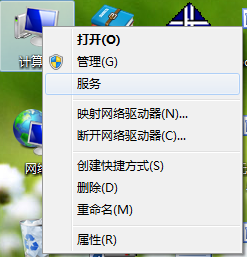 计算
打开(O)
管理(G)
服务
映射网络驱动器(N)...
断开网络驱动器(C)...
网络
创建快捷方式(S)
删除(D)
重命名(M)
属性(R)